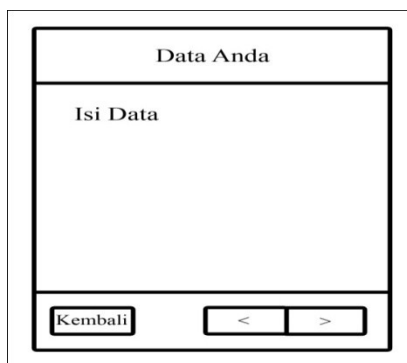 Data Anda
Isi Data
Kembali < >